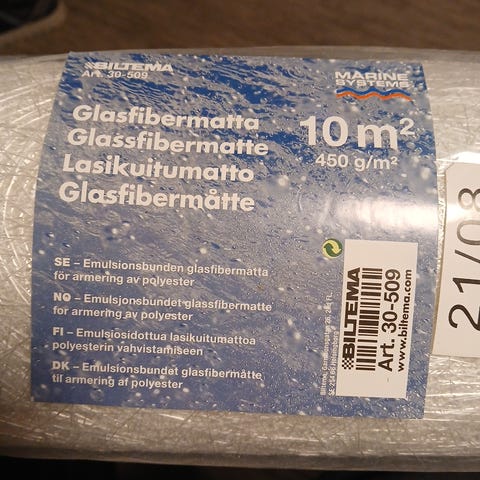 BILTEMA
Art. 30-509
MARINE
SYSTEMS
Glasfibermatta
Glassfibermatte
Lasikuitumatto
Glasfibermåtte
10 m²
450 g/m²
SE – Emulsionsbunden glasfibermatta
för armering av polyester
NO – Emulsjonsbundet glassfibermatte
for armering av polyester
FI – Emulsiosidottua lasikuitumattoa
polyesterin vahvistamiseen
DK – Emulsionsbundet glasfibermåtte
til armering af polyester
BILTEMA
Art. 30-509
www.biltema.com
21/08